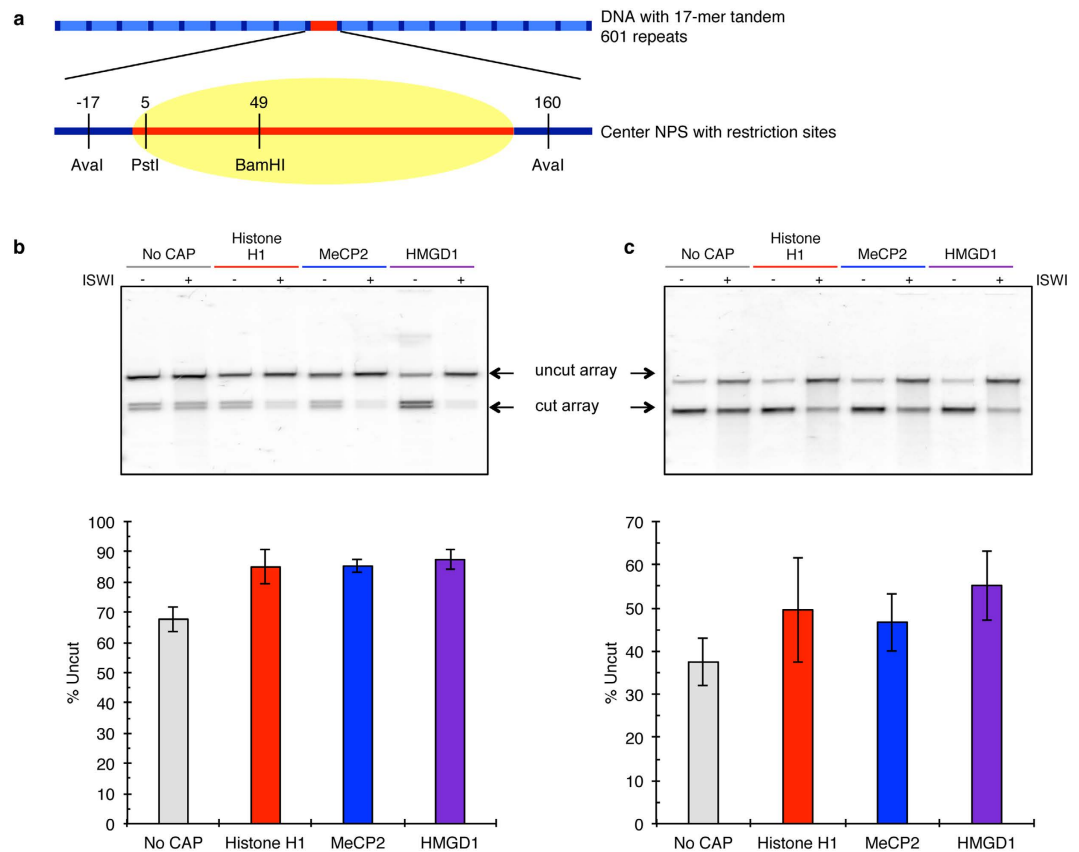 a
DNA with 17-mer tandem
601 repeats
-17 5 49 160
Center NPS with restriction sites
AvaI PstI BamHI AvaI
b
No CAP Histone H1 MeCP2 HMGD1
ISWI - + - + - + - +
uncut array
cut array
c
No CAP Histone H1 MeCP2 HMGD1
- + - + - + - + ISWI
% Uncut
100
90
80
70
60
50
40
30
20
10
0
No CAP Histone H1 MeCP2 HMGD1
% Uncut
70
60
50
40
30
20
10
0
No CAP Histone H1 MeCP2 HMGD1